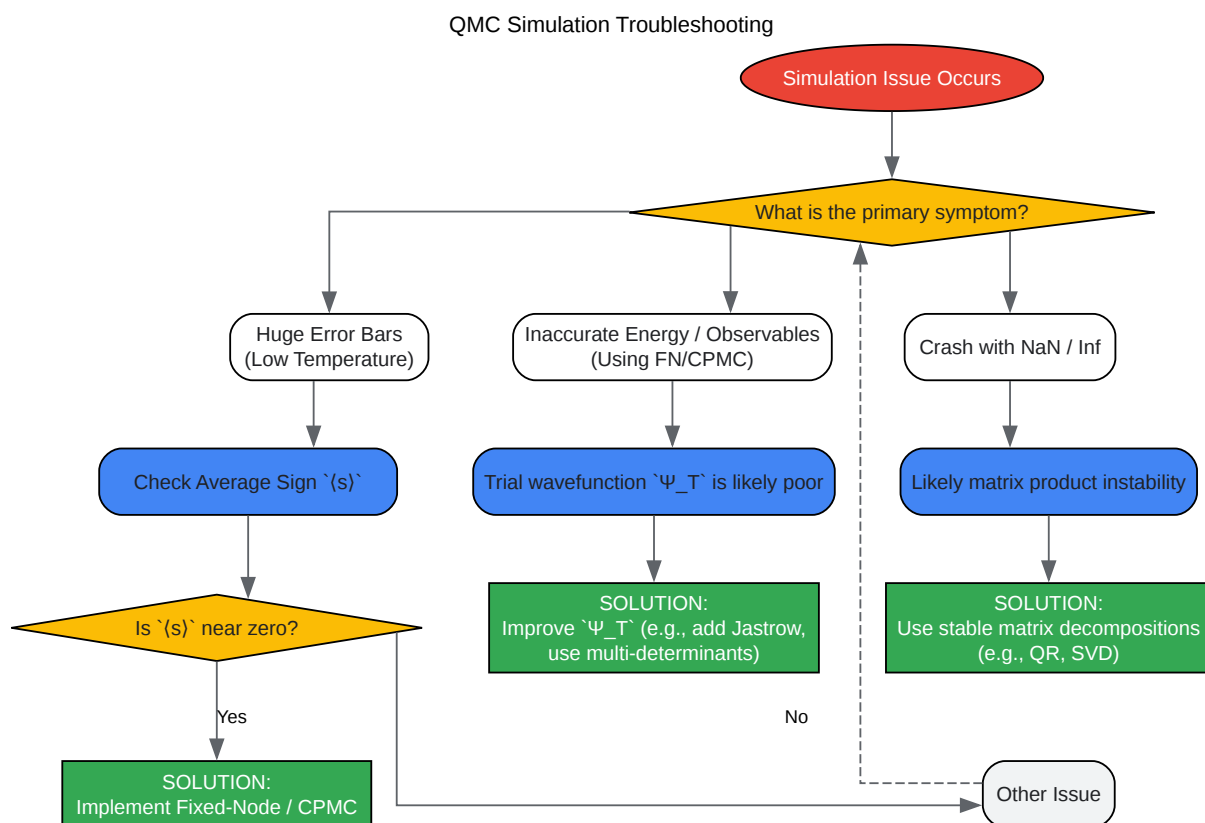 QMC Simulation Troubleshooting
Simulation Issue Occurs
What is the primary symptom?
Huge Error Bars
(Low Temperature)
Inaccurate Energy / Observables
(Using FN/CPMC)
Crash with NaN / Inf
Check Average Sign `⟨s⟩`
Trial wavefunction `Ψ_T` is likely poor
Likely matrix product instability
Is `⟨s⟩` near zero?
SOLUTION:
Improve `Ψ_T` (e.g., add Jastrow,
use multi-determinants)
SOLUTION:
Use stable matrix decompositions
(e.g., QR, SVD)
Yes
No
SOLUTION:
Implement Fixed-Node / CPMC
Other Issue